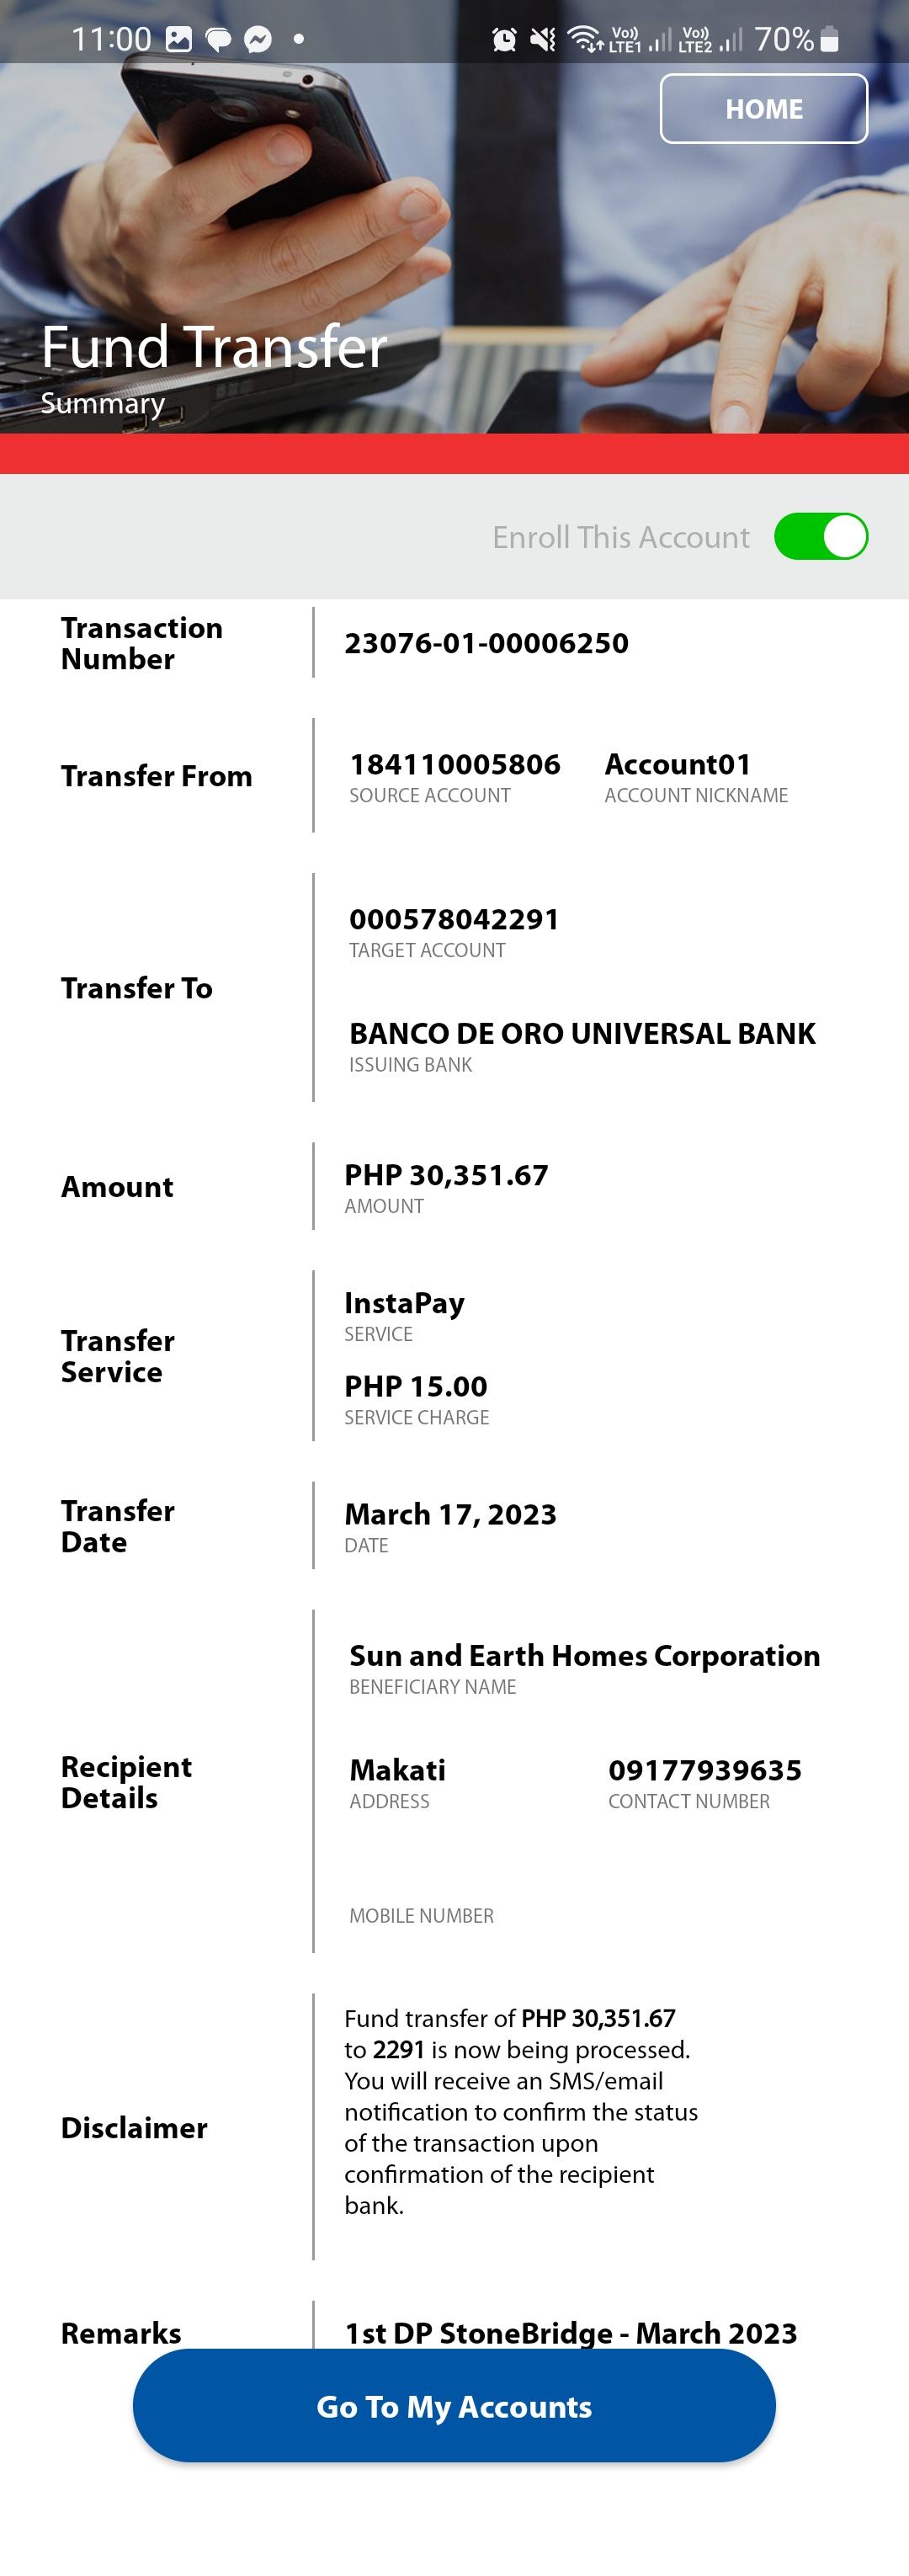 11:00
Vo)) LTE1
Vo)) LTE2
70%
HOME
Fund Transfer
Summary
Enroll This Account
Transaction
Number
23076-01-00006250
Transfer From
184110005806 Account01
SOURCE ACCOUNT ACCOUNT NICKNAME
Transfer To
000578042291
TARGET ACCOUNT
BANCO DE ORO UNIVERSAL BANK
ISSUING BANK
Amount
PHP 30,351.67
AMOUNT
Transfer
Service
InstaPay
SERVICE
PHP 15.00
SERVICE CHARGE
Transfer
Date
March 17, 2023
DATE
Recipient
Details
Sun and Earth Homes Corporation
BENEFICIARY NAME
Makati 09177939635
ADDRESS CONTACT NUMBER
MOBILE NUMBER
Disclaimer
Fund transfer of PHP 30,351.67
to 2291 is now being processed.
You will receive an SMS/email
notification to confirm the status
of the transaction upon
confirmation of the recipient
bank.
Remarks
1st DP StoneBridge - March 2023
Go To My Accounts